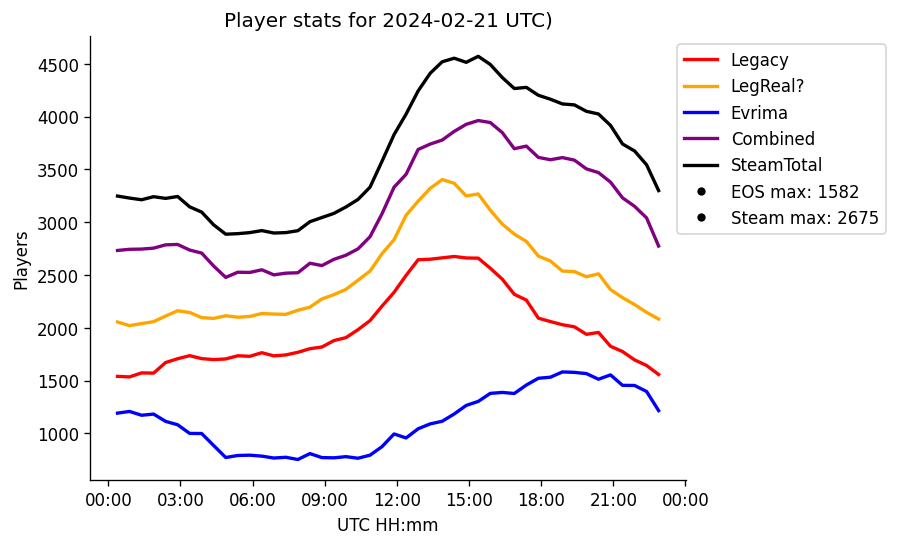 Player stats for 2024-02-21 UTC)
Players
4500
4000
3500
3000
2500
2000
1500
1000
00:00 03:00 06:00 09:00 12:00 15:00 18:00 21:00 00:00
UTC HH:mm
Legacy
LegReal?
Evrima
Combined
SteamTotal
EOS max: 1582
Steam max: 2675